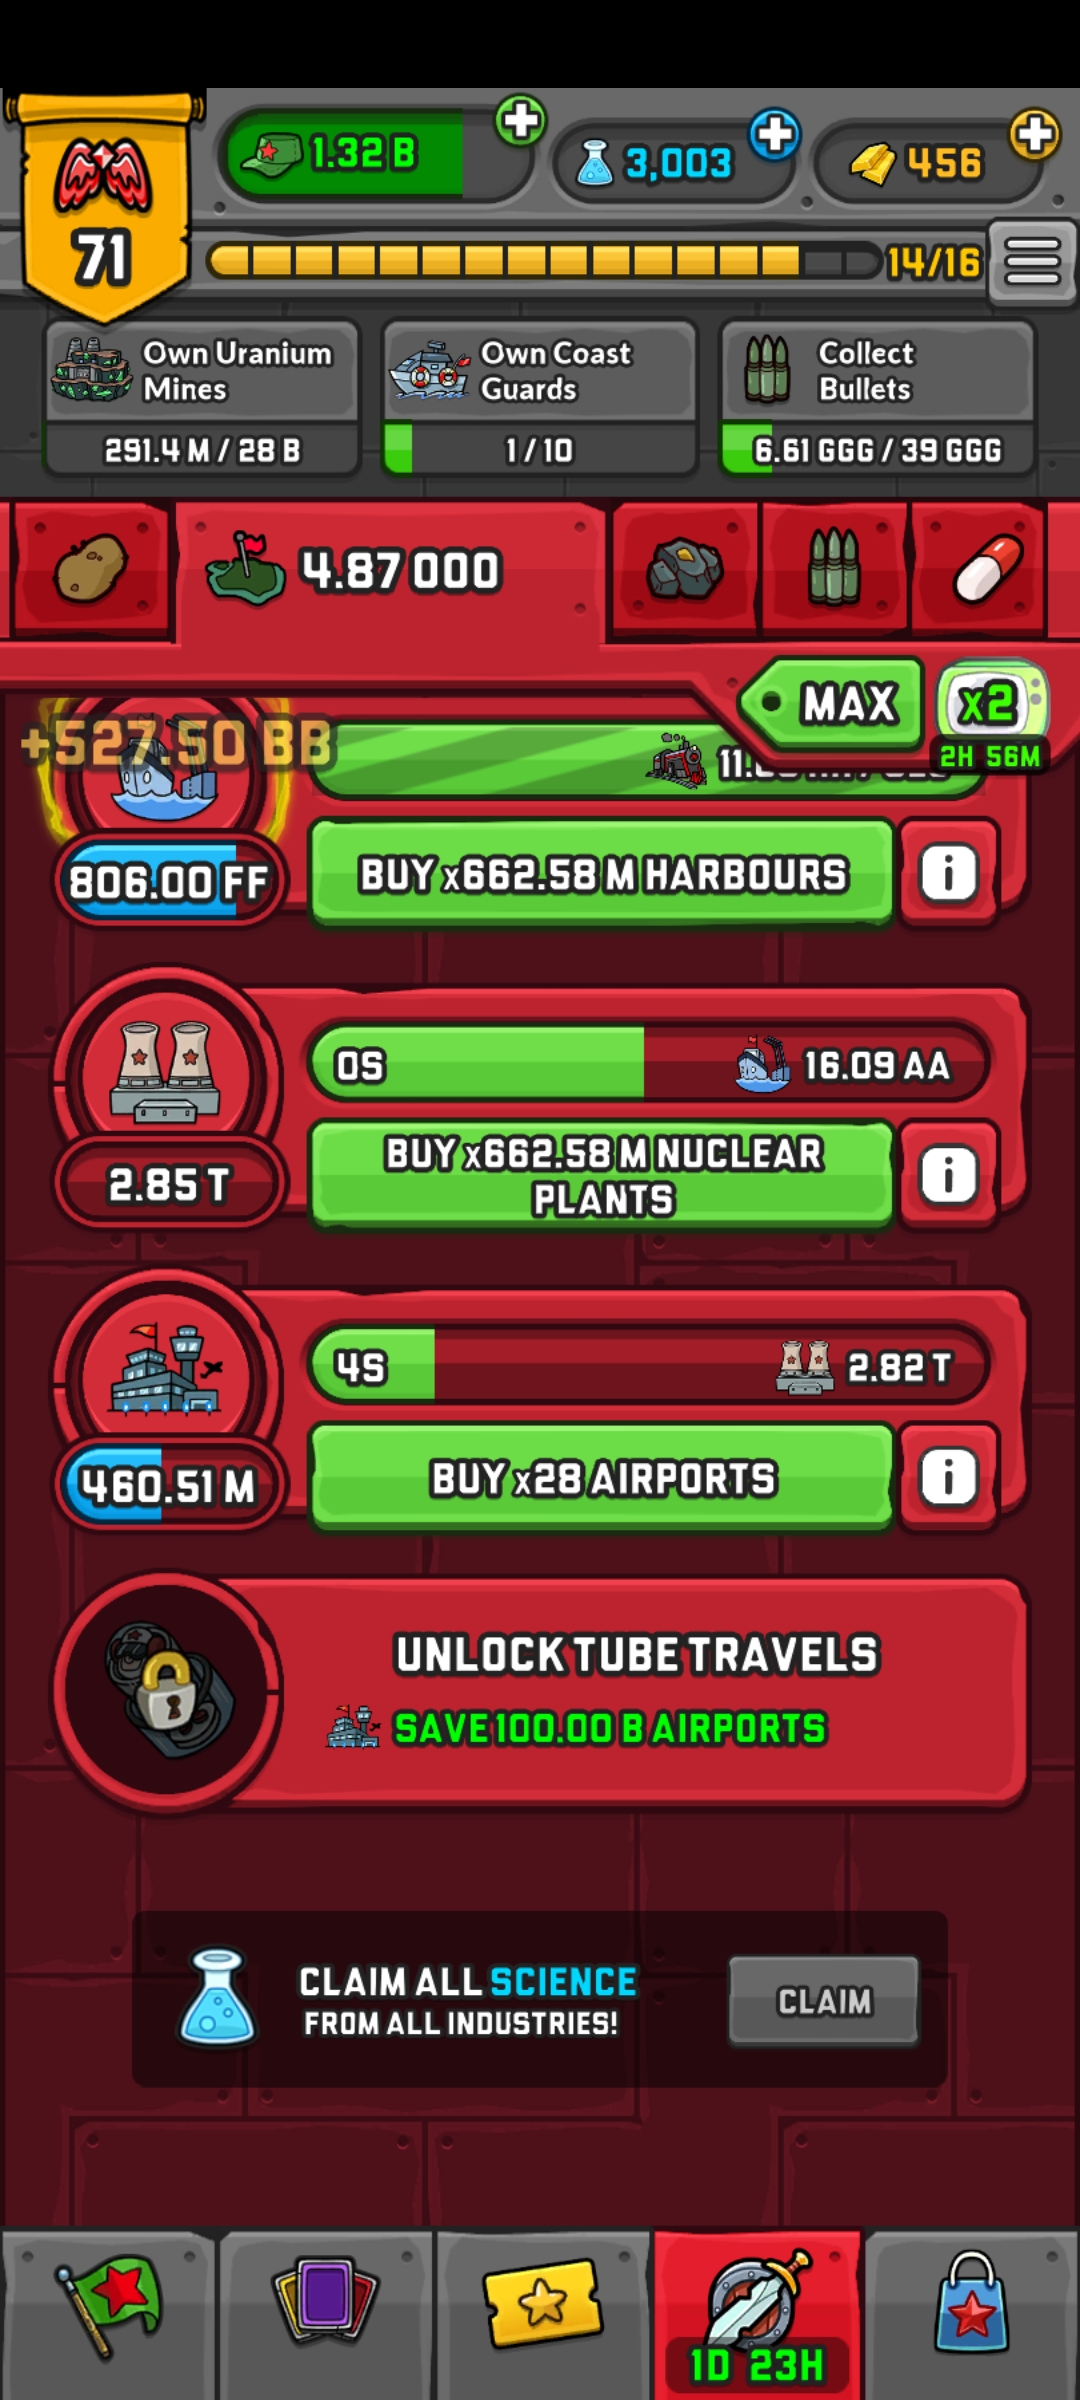 1.32 B
3,003
456
71
14/16
Own Uranium
Mines
Own Coast
Guards
Collect
Bullets
291.4 M / 28 B
1 / 10
6.61 GGG / 39 GGG
4.87 000
MAX
x2
2H 56M
+527.50 BB
806.00 FF
BUY x662.58 M HARBOURS
i
0S
16.09 AA
2.85 T
BUY x662.58 M NUCLEAR
PLANTS
i
4S
2.82 T
460.51 M
BUY x28 AIRPORTS
i
UNLOCK TUBE TRAVELS
SAVE 100.00 B AIRPORTS
CLAIM ALL SCIENCE
FROM ALL INDUSTRIES!
CLAIM
1D 23H